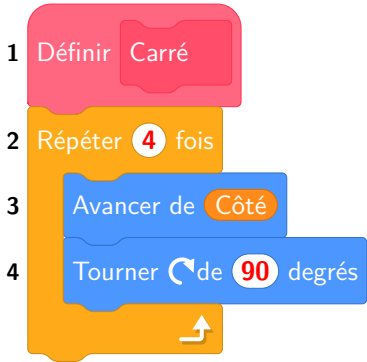 1 Définir Carré
2 Répéter 4 fois
3 Avancer de Côté
4 Tourner de 90 degrés